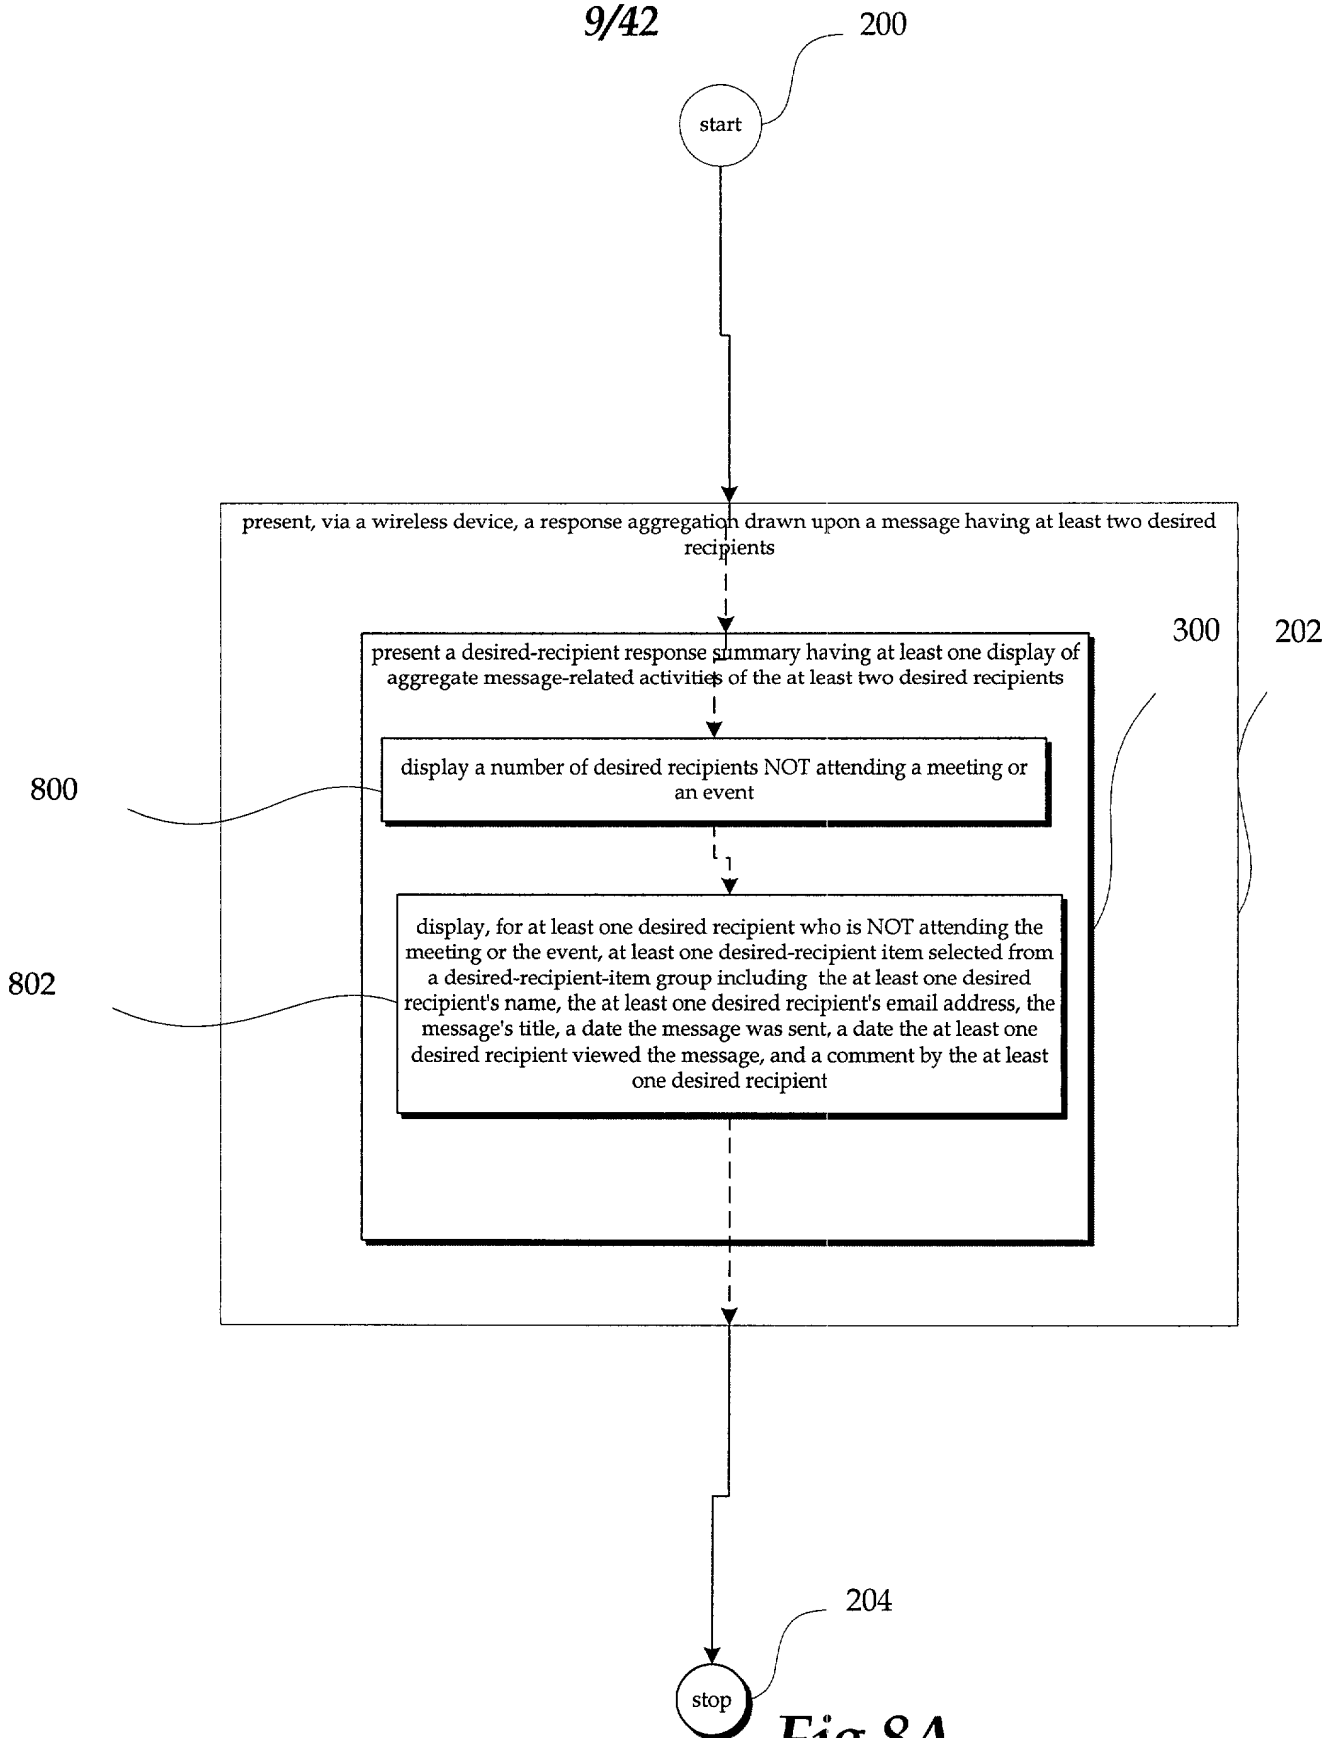 9/42
200
start
present, via a wireless device, a response aggregation drawn upon a message having at least two desired
recipients
300
202
present a desired-recipient response summary having at least one display of
aggregate message-related activities of the at least two desired recipients
800
display a number of desired recipients NOT attending a meeting or
an event
802
display, for at least one desired recipient who is NOT attending the
meeting or the event, at least one desired-recipient item selected from
a desired-recipient-item group including the at least one desired
recipient's name, the at least one desired recipient's email address, the
message's title, a date the message was sent, a date the at least one
desired recipient viewed the message, and a comment by the at least
one desired recipient
204
stop
Fig 8A